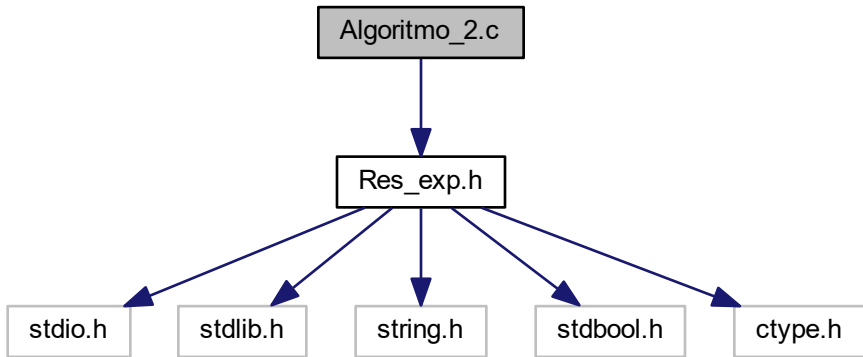 Algoritmo_2.c
Res_exp.h
stdio.h
stdlib.h
string.h
stdbool.h
ctype.h